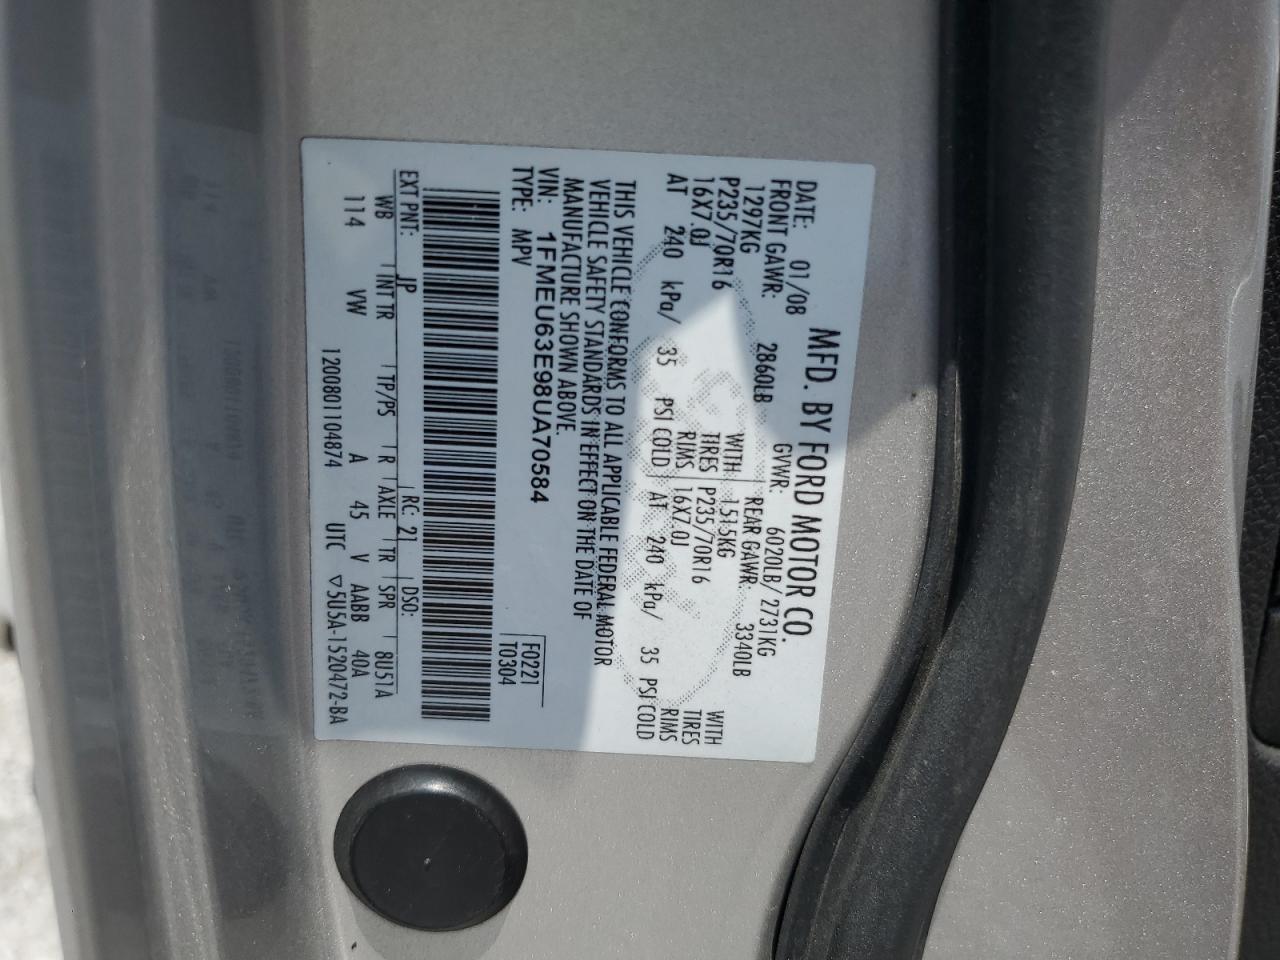 MFD. BY FORD MOTOR CO.
DATE: 01/08 GVWR: 6020LB/ 2731KG
FRONT GAWR: 2860LB REAR GAWR: 3340LB
1297KG WITH 1515KG WITH
P235/70R16 TIRES P235/70R16 TIRES
16X7.0J RIMS 16X7.0J RIMS
AT 240 kPa/ 35 PSI COLD AT 240 kPa/ 35 PSI COLD
THIS VEHICLE CONFORMS TO ALL APPLICABLE FEDERAL MOTOR
VEHICLE SAFETY STANDARDS IN EFFECT ON THE DATE OF
MANUFACTURE SHOWN ABOVE.
VIN: 1FMEU63E98UA70584
TYPE: MPV
F0221
T0304
EXT PNT: JP RC: 21 DSO:
WB INT TR TP/PS R AXLE TR SPR 8U51A
114 VW A 45 V AABB 40A
12008011048​74 UTC ▽5U5A-1520472-BA